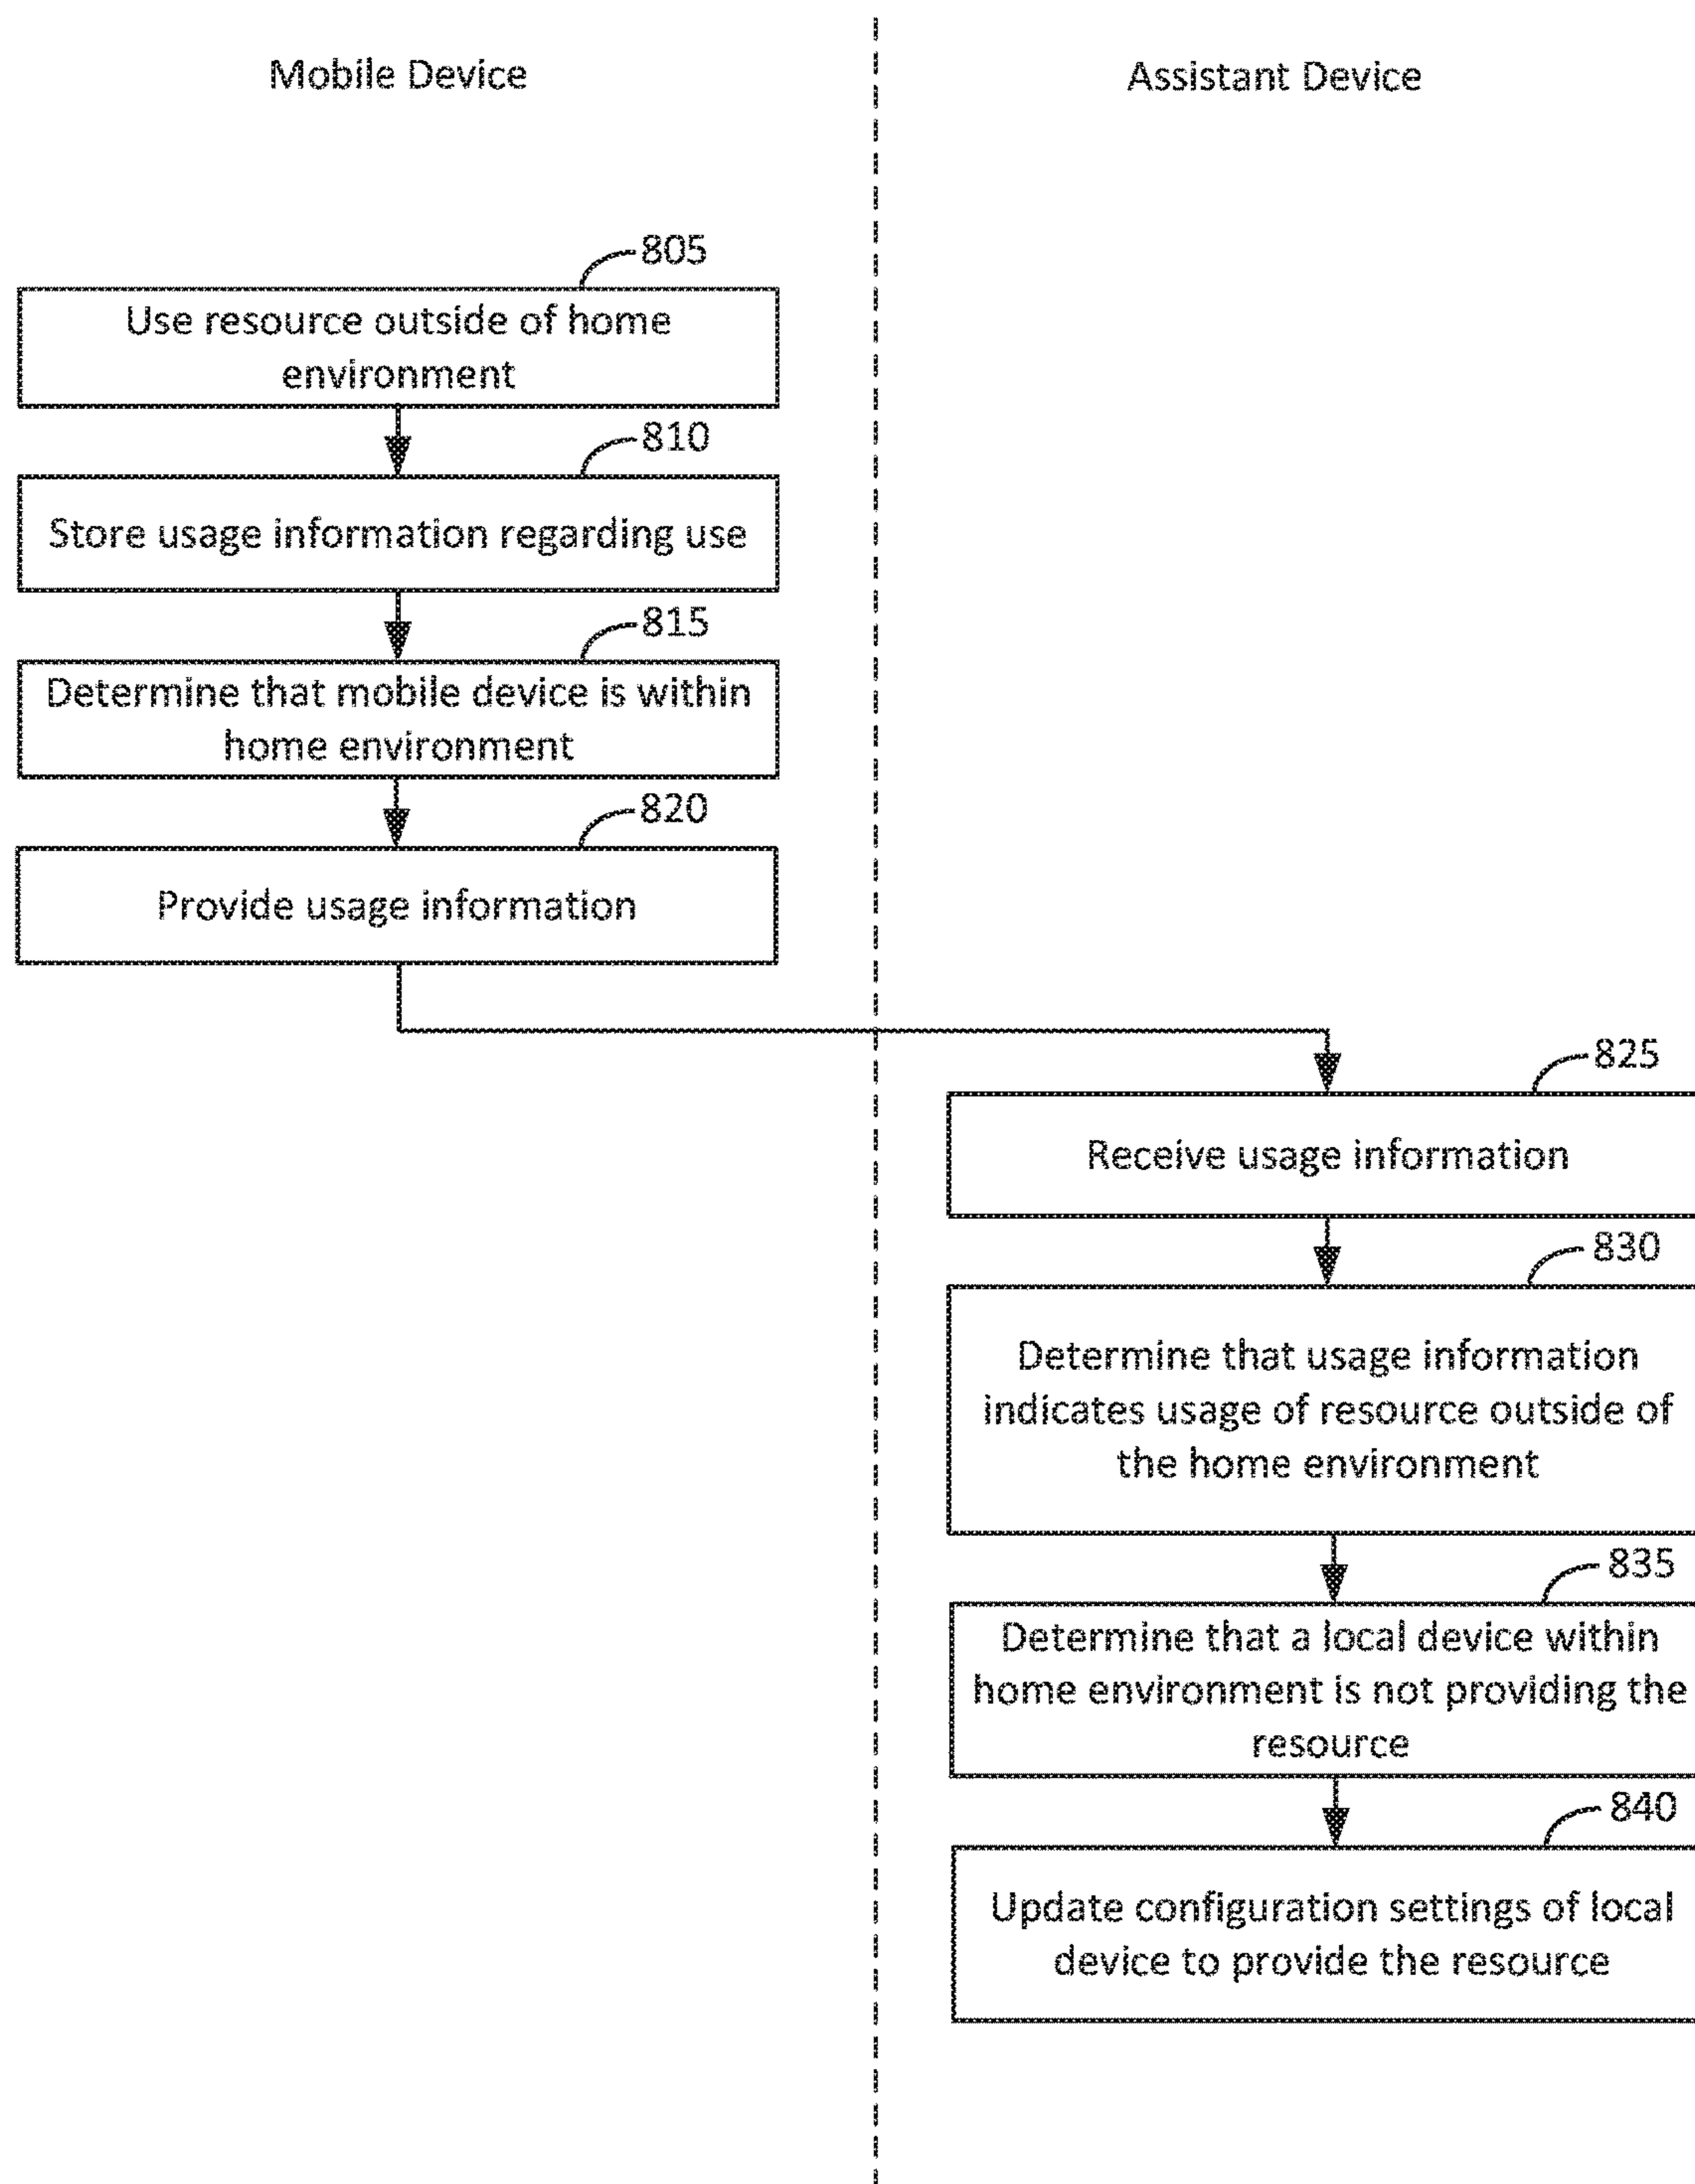 Mobile Device
Assistant Device
805
Use resource outside of home
environment
810
Store usage information regarding use
815
Determine that mobile device is within
home environment
820
Provide usage information
825
Receive usage information
830
Determine that usage information
indicates usage of resource outside of
the home environment
835
Determine that a local device within
home environment is not providing the
resource
840
Update configuration settings of local
device to provide the resource